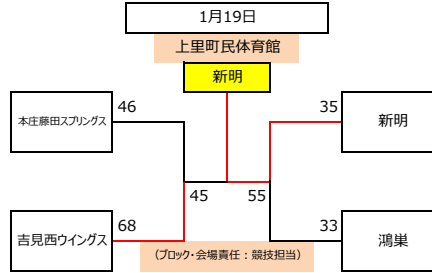 1月19日
上里町民体育館
新明
46
35
本庄藤田スプリングス
新明
45
55
68
33
吉見西ウイングス
鴻巣
(ブロック・会場責任：競技担当)